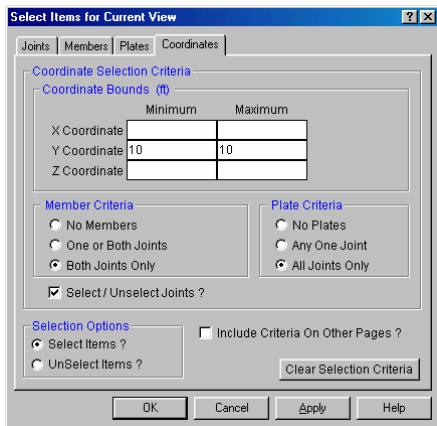 Select Items for Current View
Joints Members Plates Coordinates
Coordinate Selection Criteria
Coordinate Bounds (ft)
Minimum Maximum
X Coordinate
Y Coordinate 10 10
Z Coordinate
Member Criteria
No Members
One or Both Joints
Both Joints Only
Plate Criteria
No Plates
Any One Joint
All Joints Only
Select / Unselect Joints ?
Selection Options
Select Items ?
UnSelect Items ?
Include Criteria On Other Pages ?
Clear Selection Criteria
OK Cancel Apply Help